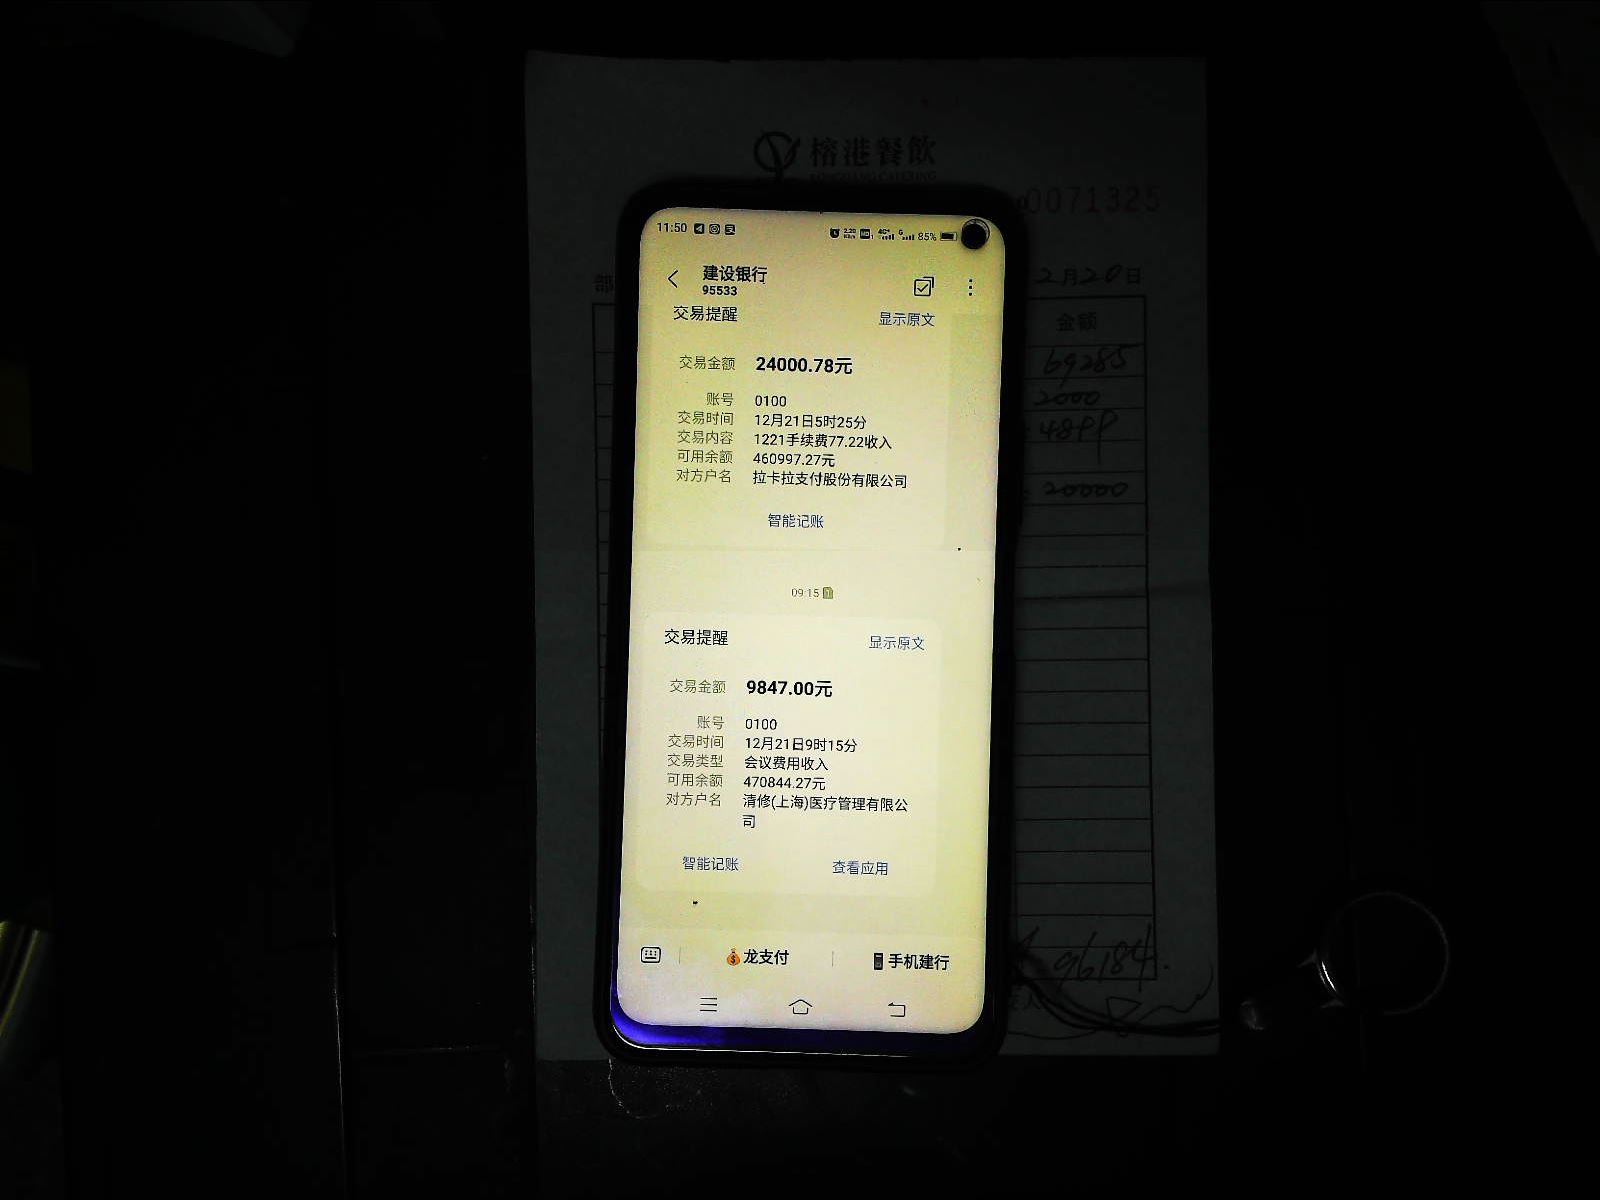 榕港餐飲
RONGGANG CATERING
0071325
2月20日
金额
69285
2000
4899
20000
96184
11:50
85%
建设银行
95533
交易提醒 显示原文
交易金额 24000.78元
账号 0100
交易时间 12月21日5时25分
交易内容 1221手续费77.22收入
可用余额 460997.27元
对方户名 拉卡拉支付股份有限公司
智能记账
09:15
交易提醒 显示原文
交易金额 9847.00元
账号 0100
交易时间 12月21日9时15分
交易类型 会议费用收入
可用余额 470844.27元
对方户名 清修(上海)医疗管理有限公
司
智能记账 查看应用
龙支付 手机建行